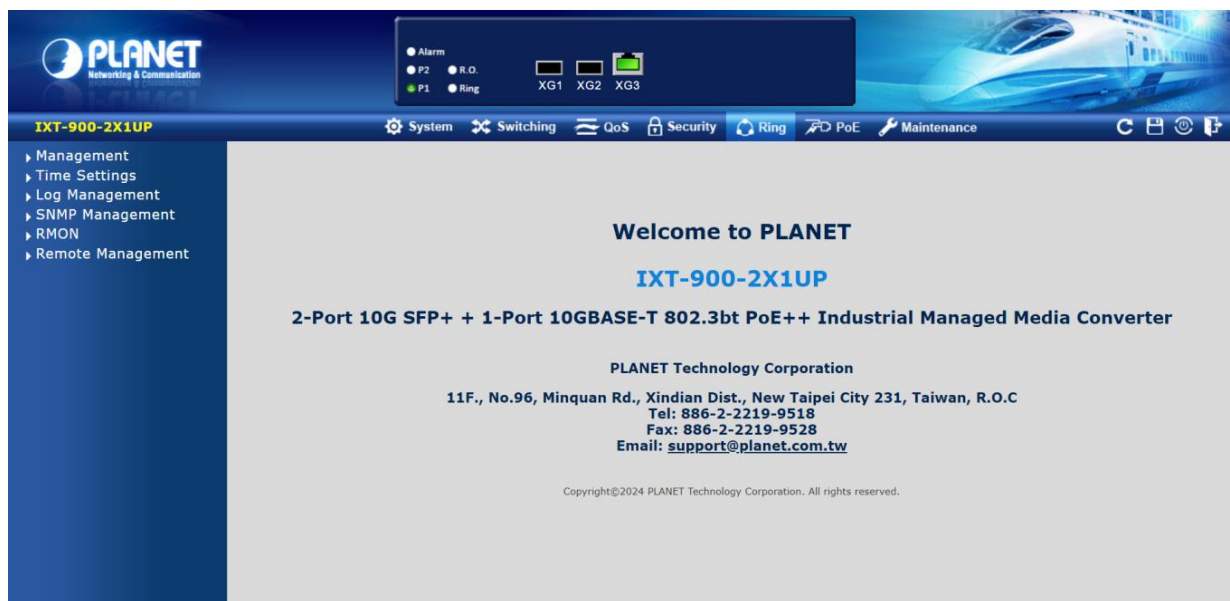 PLANET
Networking & Communication
Alarm
P2 R.O.
P1 Ring
XG1 XG2 XG3
IXT-900-2X1UP
System Switching QoS Security Ring PoE Maintenance
Management
Time Settings
Log Management
SNMP Management
RMON
Remote Management
Welcome to PLANET
IXT-900-2X1UP
2-Port 10G SFP+ + 1-Port 10GBASE-T 802.3bt PoE++ Industrial Managed Media Converter
PLANET Technology Corporation
11F., No.96, Minquan Rd., Xindian Dist., New Taipei City 231, Taiwan, R.O.C
Tel: 886-2-2219-9518
Fax: 886-2-2219-9528
Email: support@planet.com.tw
Copyright©2024 PLANET Technology Corporation. All rights reserved.